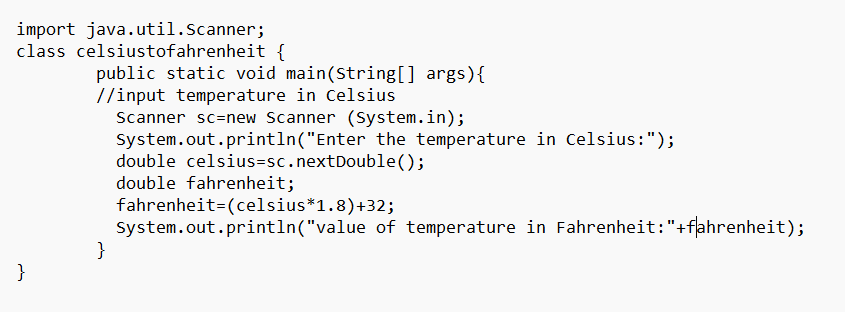 import java.util.Scanner;
class celsiustofahrenheit {
        public static void main(String[] args){
        //input temperature in Celsius
          Scanner sc=new Scanner (System.in);
          System.out.println("Enter the temperature in Celsius:");
          double celsius=sc.nextDouble();
          double fahrenheit;
          fahrenheit=(celsius*1.8)+32;
          System.out.println("value of temperature in Fahrenheit:"+fahrenheit);
        }
}